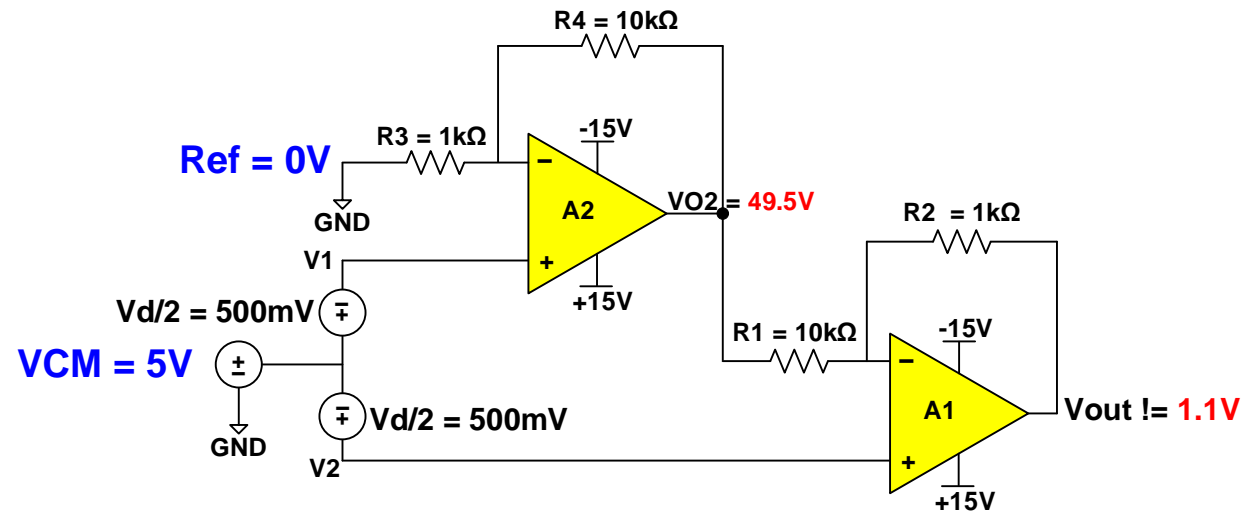 R4 = 10kΩ
R3 = 1kΩ
-15V
Ref = 0V
GND
A2
VO2 = 49.5V
R2 = 1kΩ
V1
+15V
Vd/2 = 500mV
R1 = 10kΩ
-15V
VCM = 5V
GND
Vd/2 = 500mV
A1
Vout != 1.1V
V2
+15V